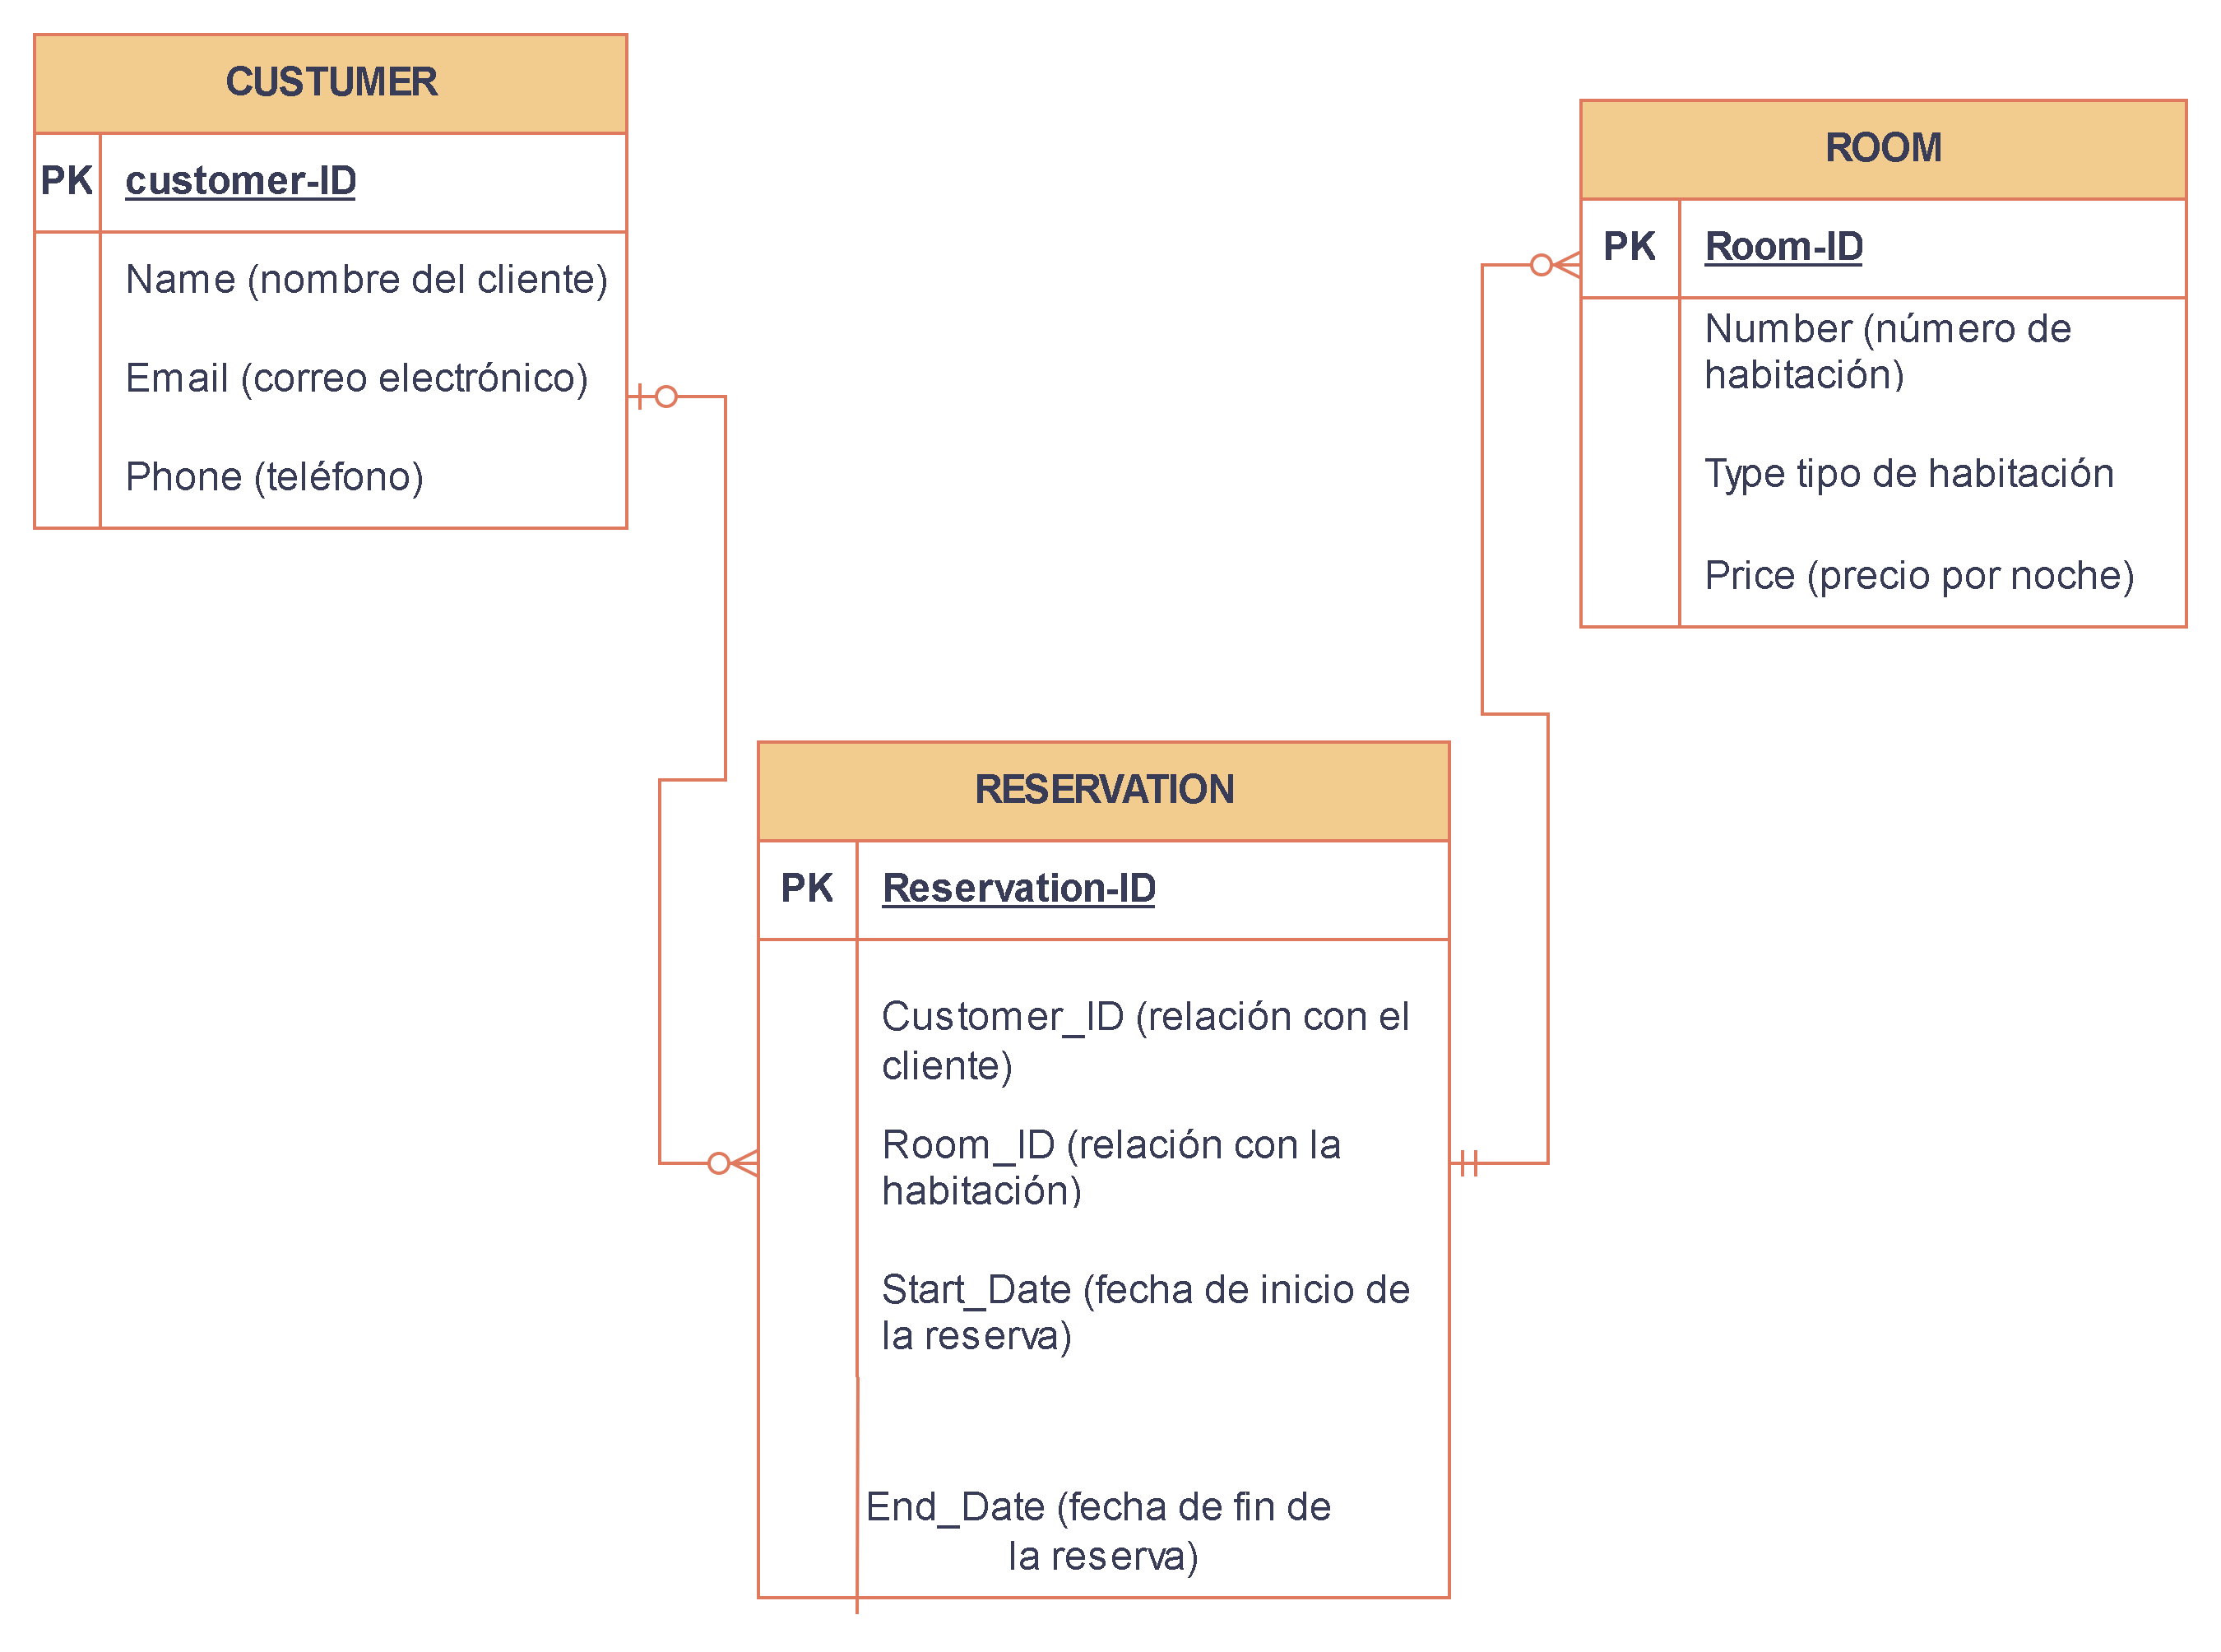 CUSTUMER
PK customer-ID
Name (nombre del cliente)
Email (correo electrónico)
Phone (teléfono)
ROOM
PK Room-ID
Number (número de
habitación)
Type tipo de habitación
Price (precio por noche)
RESERVATION
PK Reservation-ID
Customer_ID (relación con el
cliente)
Room_ID (relación con la
habitación)
Start_Date (fecha de inicio de
la reserva)
End_Date (fecha de fin de
la reserva)